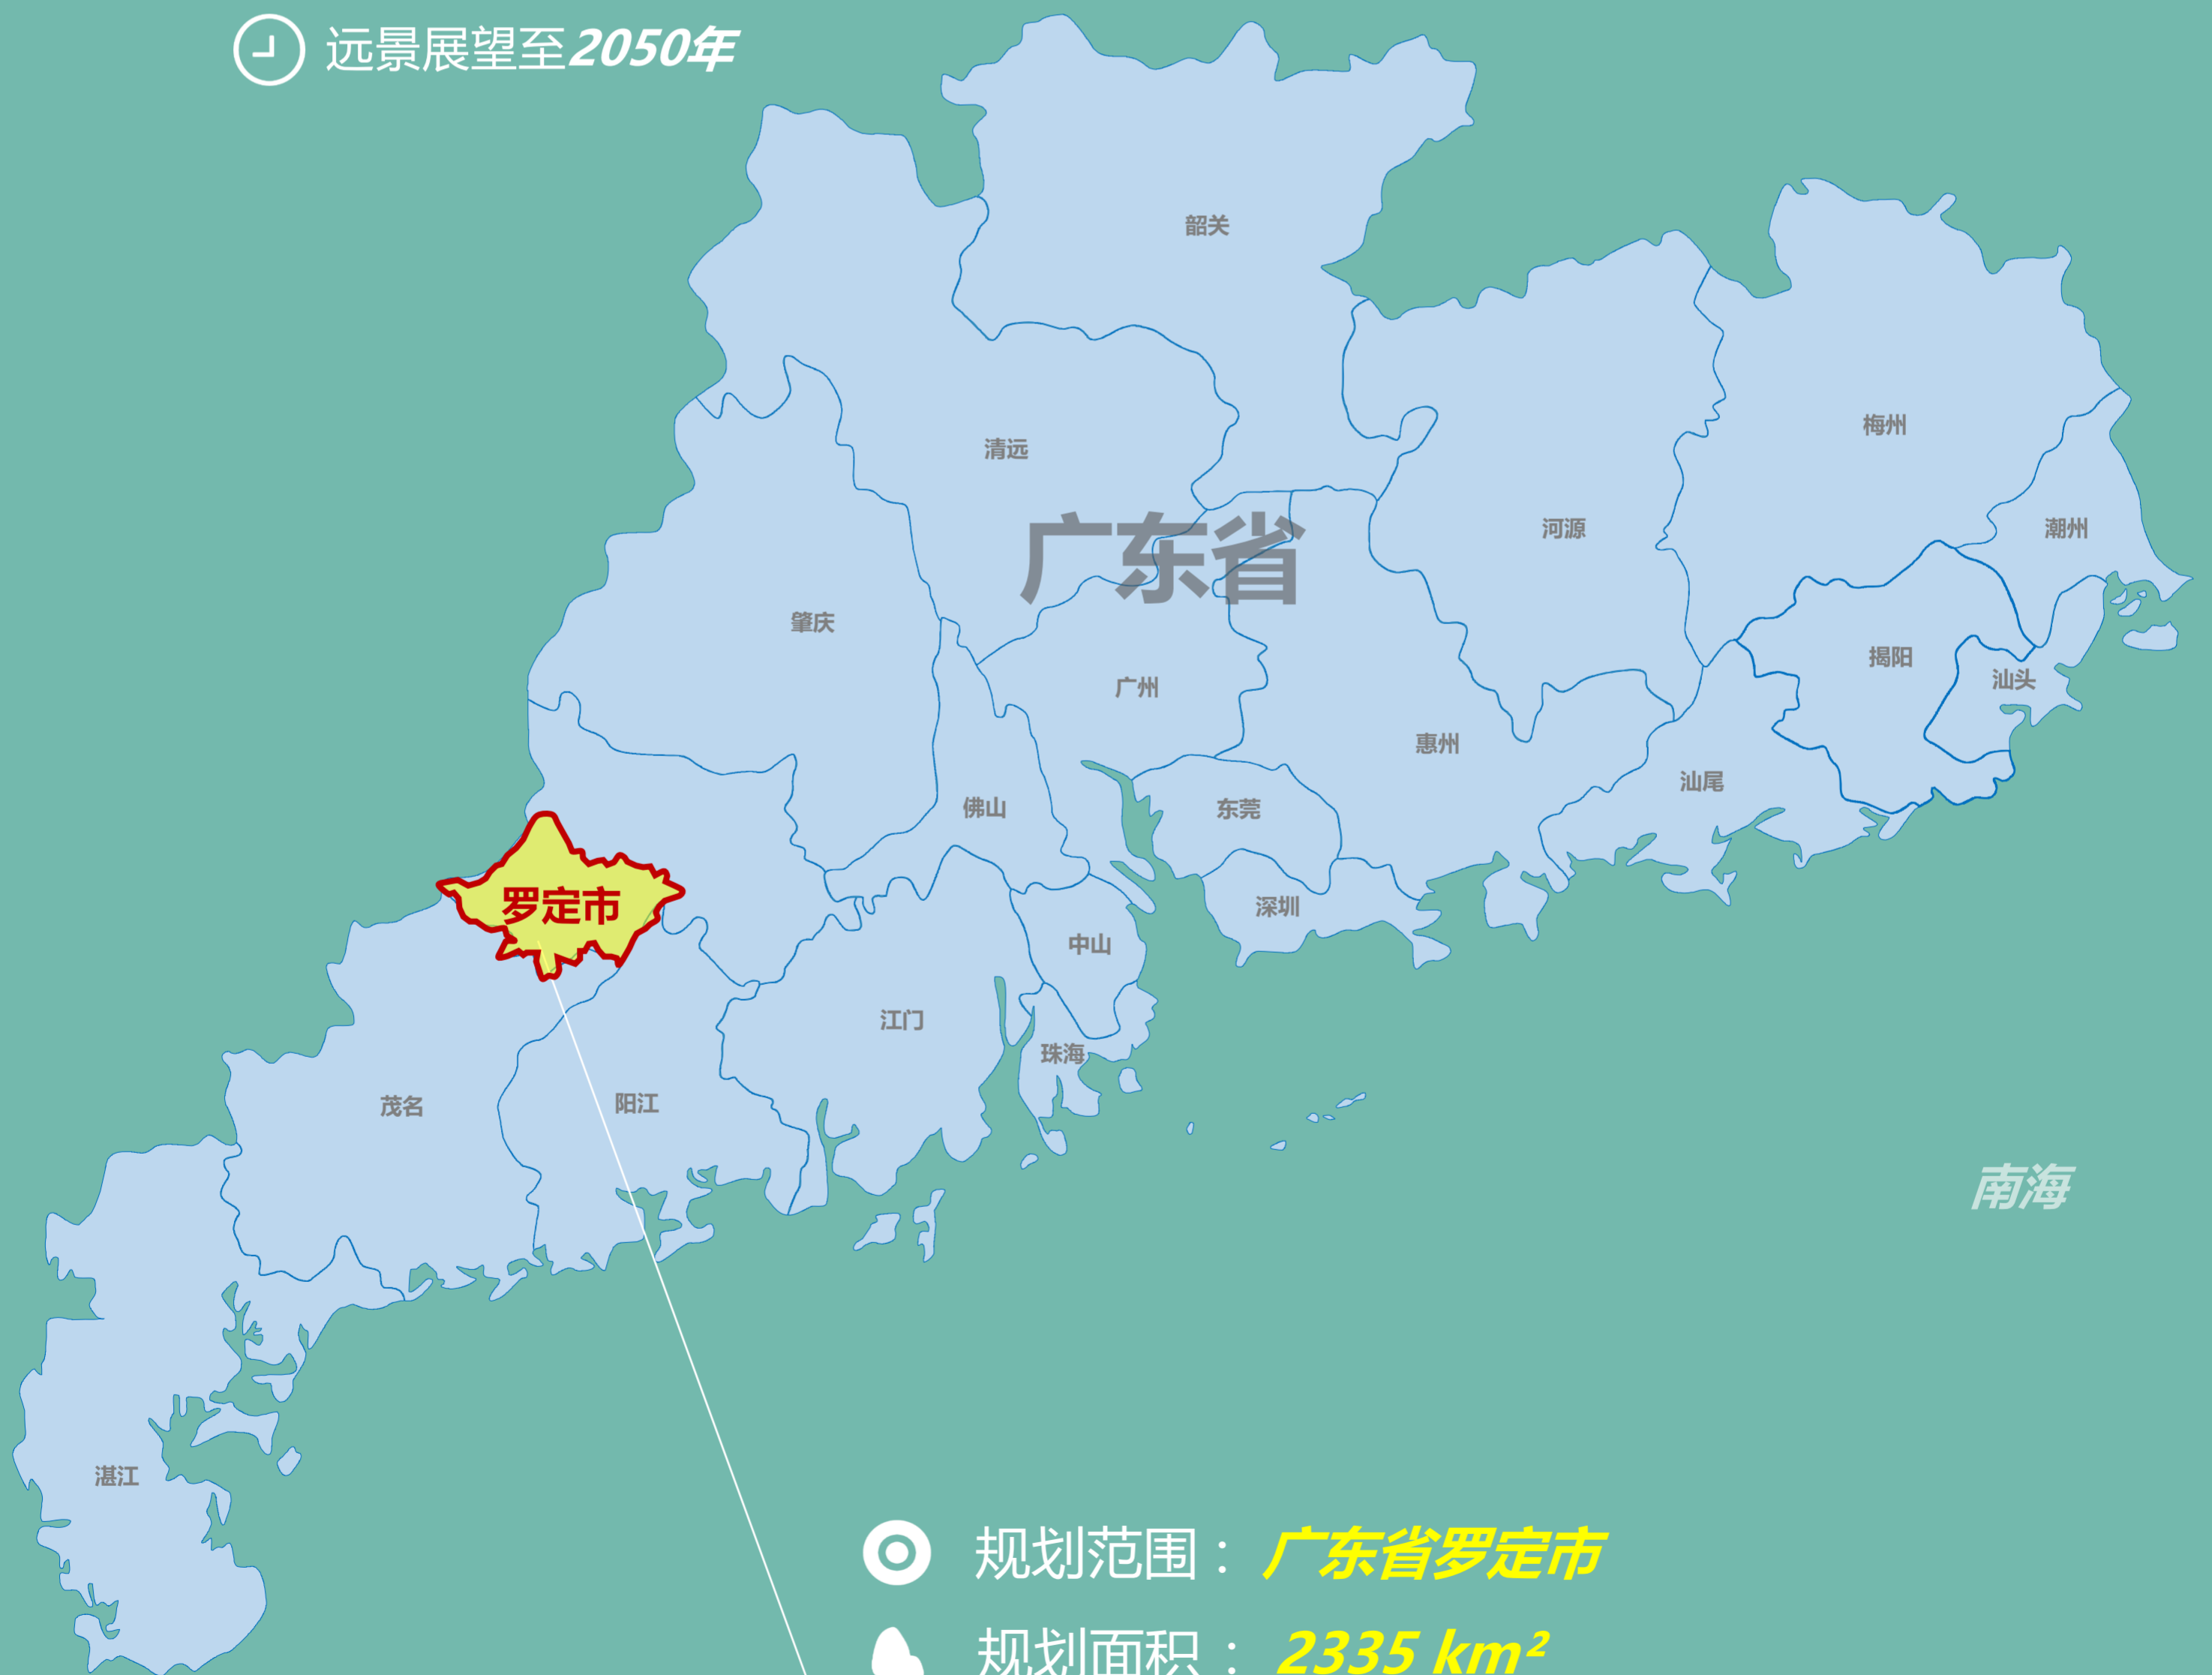 远景展望至2050年
韶关
梅州
清远
河源
潮州
广东省
肇庆
揭阳
汕头
广州
惠州
汕尾
佛山
东莞
罗定市
深圳
中山
江门
珠海
茂名
阳江
南海
湛江
规划范围：广东省罗定市
规划面积：2335 km²